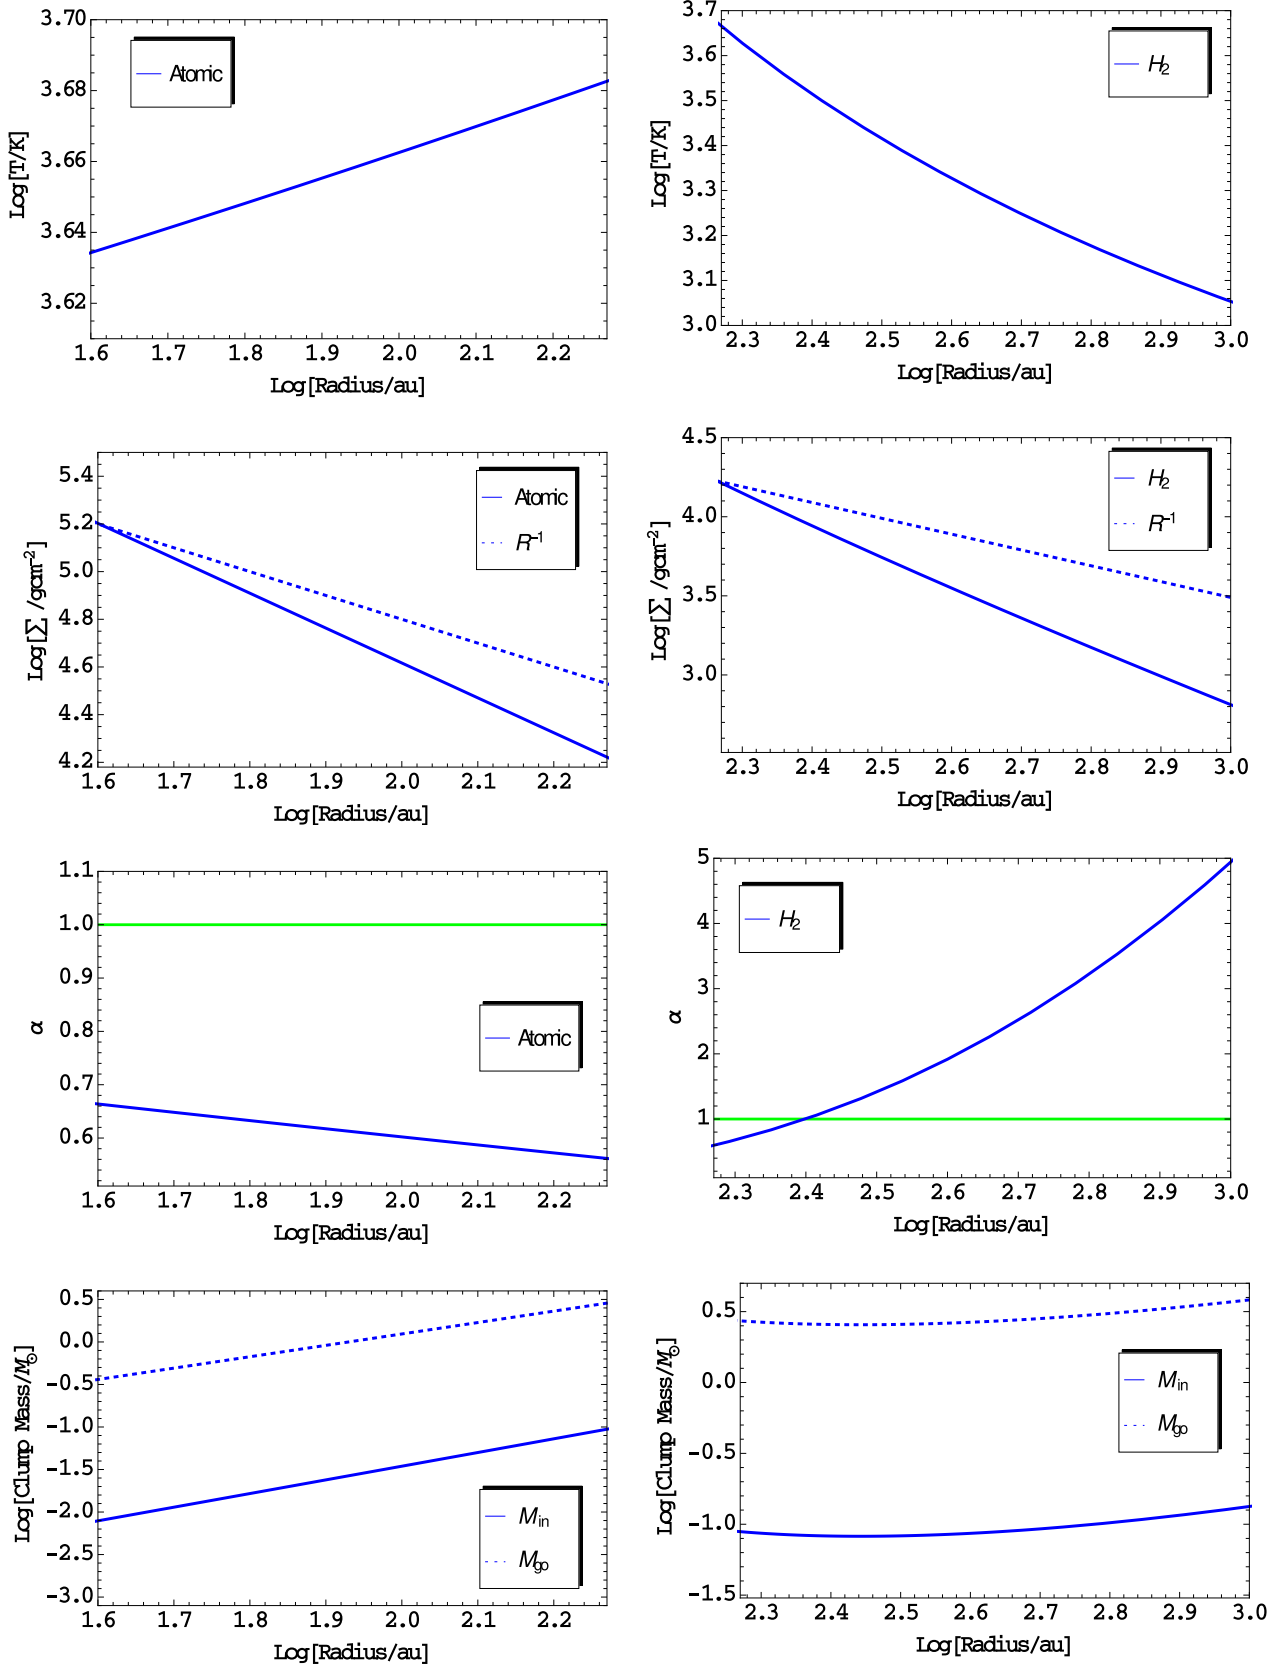 3.70
3.68
3.66
3.64
3.62
Log[T/K]
Atomic
1.6 1.7 1.8 1.9 2.0 2.1 2.2
Log[Radius/au]
3.7
3.6
3.5
3.4
3.3
3.2
3.1
3.0
Log[T/K]
H2
2.3 2.4 2.5 2.6 2.7 2.8 2.9 3.0
Log[Radius/au]
5.4
5.2
5.0
4.8
4.6
4.4
4.2
Log[∑ /gcm⁻²]
Atomic
R⁻¹
1.6 1.7 1.8 1.9 2.0 2.1 2.2
Log[Radius/au]
4.5
4.0
3.5
3.0
Log[∑ /gcm⁻²]
H2
R⁻¹
2.3 2.4 2.5 2.6 2.7 2.8 2.9 3.0
Log[Radius/au]
1.1
1.0
0.9
0.8
0.7
0.6
α
Atomic
1.6 1.7 1.8 1.9 2.0 2.1 2.2
Log[Radius/au]
5
4
3
2
1
α
H2
2.3 2.4 2.5 2.6 2.7 2.8 2.9 3.0
Log[Radius/au]
0.5
0.0
-0.5
-1.0
-1.5
-2.0
-2.5
-3.0
Log[Clump Mass/M⊙]
Min
Mgo
1.6 1.7 1.8 1.9 2.0 2.1 2.2
Log[Radius/au]
0.5
0.0
-0.5
-1.0
-1.5
Log[Clump Mass/M⊙]
Min
Mgo
2.3 2.4 2.5 2.6 2.7 2.8 2.9 3.0
Log[Radius/au]